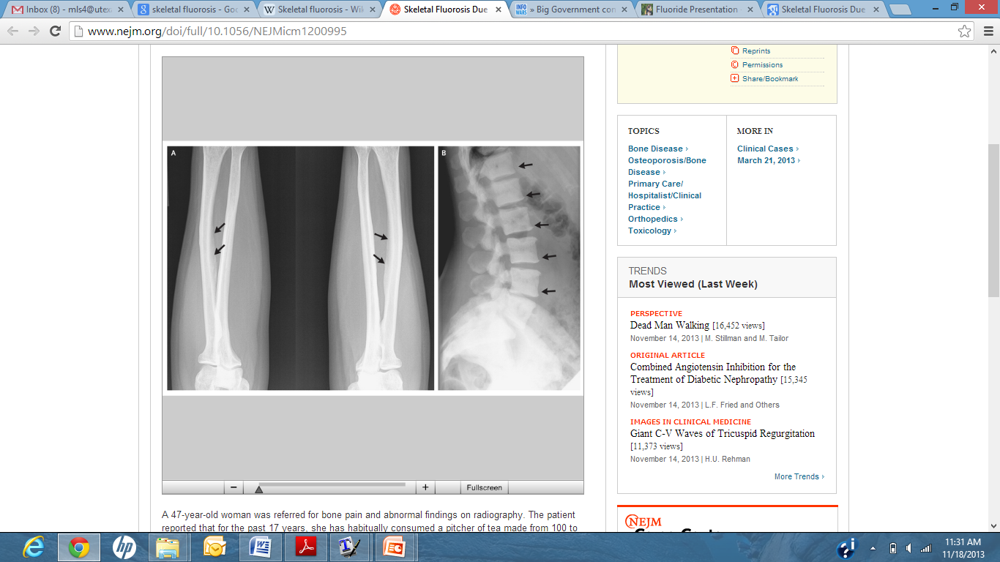 Inbox (8) - mls4@utex
skeletal fluorosis - Goo
Skeletal fluorosis - Wik
Skeletal Fluorosis Due
INFO WARS » Big Government con
Fluoride Presentation
Skeletal Fluorosis Due
www.nejm.org/doi/full/10.1056/NEJMicm1200995
Reprints
Permissions
Share/Bookmark
A
B
Fullscreen
A 47-year-old woman was referred for bone pain and abnormal findings on radiography. The patient
reported that for the past 17 years, she has habitually consumed a pitcher of tea made from 100 to
TOPICS
Bone Disease ›
Osteoporosis/Bone
Disease ›
Primary Care/
Hospitalist/Clinical
Practice ›
Orthopedics ›
Toxicology ›
MORE IN
Clinical Cases ›
March 21, 2013 ›
TRENDS
Most Viewed (Last Week)
PERSPECTIVE
Dead Man Walking [16,452 views]
November 14, 2013 | M. Stillman and M. Tailor
ORIGINAL ARTICLE
Combined Angiotensin Inhibition for the
Treatment of Diabetic Nephropathy [15,345
views]
November 14, 2013 | L.F. Fried and Others
IMAGES IN CLINICAL MEDICINE
Giant C-V Waves of Tricuspid Regurgitation
[11,373 views]
November 14, 2013 | H.U. Rehman
More Trends ›
NEJM
11:31 AM
11/18/2013